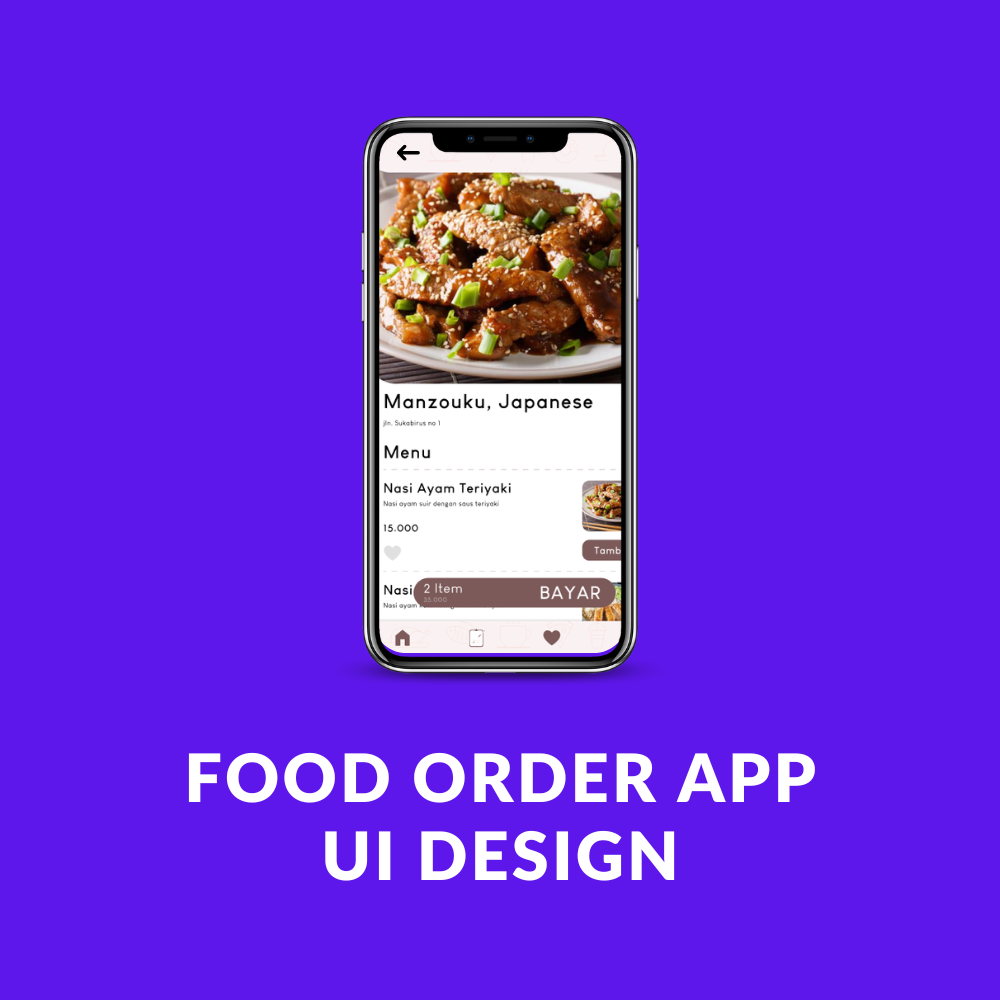 Manzouku, Japanese
jln. Sukabirus no 1
Menu
Nasi Ayam Teriyaki
Nasi ayam suir dengan saus teriyaki
15.000
Tamb
Nasi
2 Item
35.000
BAYAR
Nasi ayam
FOOD ORDER APP
UI DESIGN